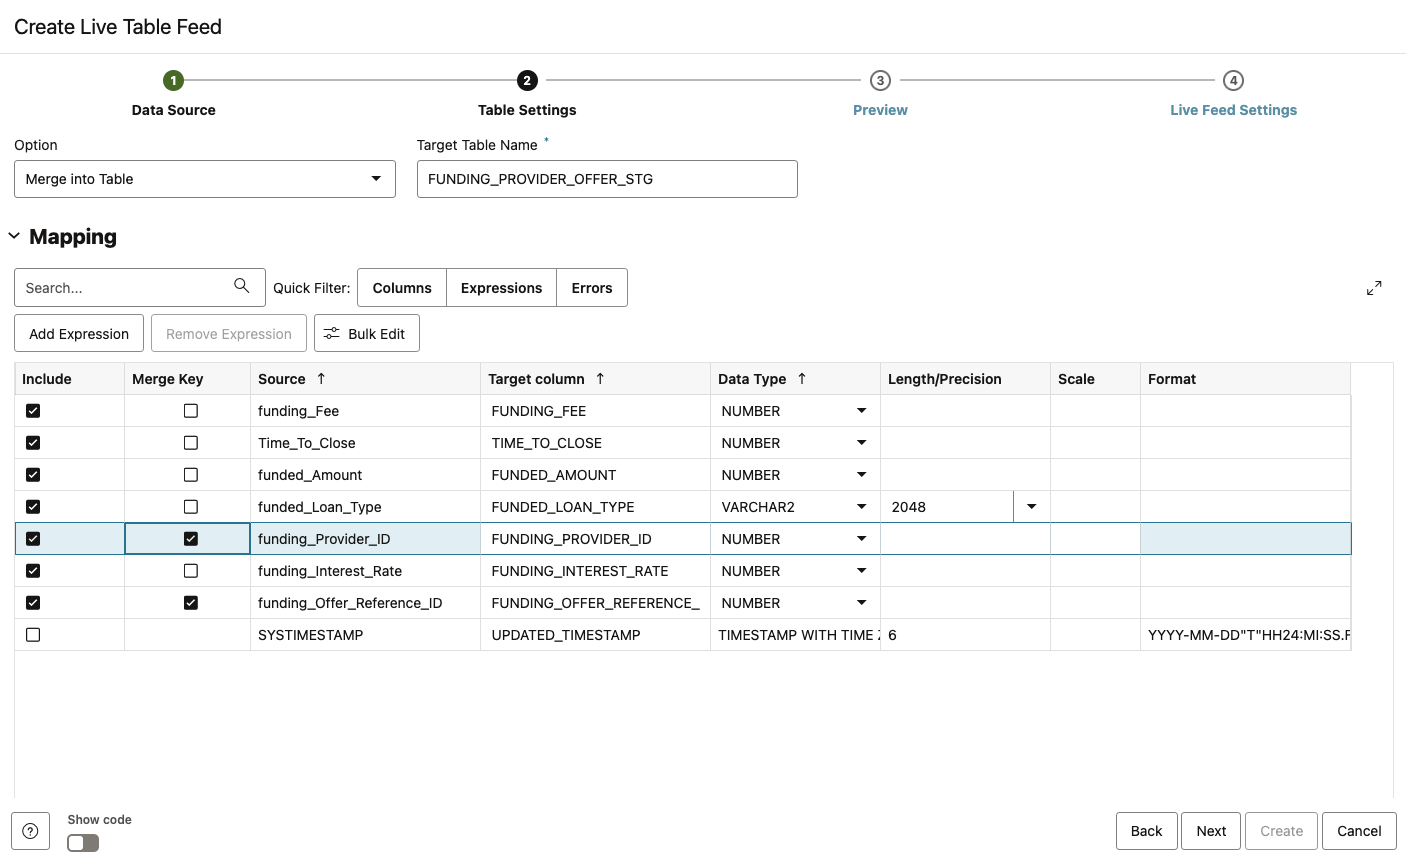 Create Live Table Feed
1 2 3 4
Data Source Table Settings Preview Live Feed Settings
Option Target Table Name *
Merge into Table FUNDING_PROVIDER_OFFER_STG
Mapping
Search... Quick Filter: Columns Expressions Errors
Add Expression Remove Expression Bulk Edit
Include Merge Key Source ↑ Target column ↑ Data Type ↑ Length/Precision Scale Format
funding_Fee FUNDING_FEE NUMBER
Time_To_Close TIME_TO_CLOSE NUMBER
funded_Amount FUNDED_AMOUNT NUMBER
funded_Loan_Type FUNDED_LOAN_TYPE VARCHAR2 2048
funding_Provider_ID FUNDING_PROVIDER_ID NUMBER
funding_Interest_Rate FUNDING_INTEREST_RATE NUMBER
funding_Offer_Reference_ID FUNDING_OFFER_REFERENCE_ NUMBER
SYSTIMESTAMP UPDATED_TIMESTAMP TIMESTAMP WITH TIME 6 YYYY-MM-DD"T"HH24:MI:SS.F
? Show code Back Next Create Cancel